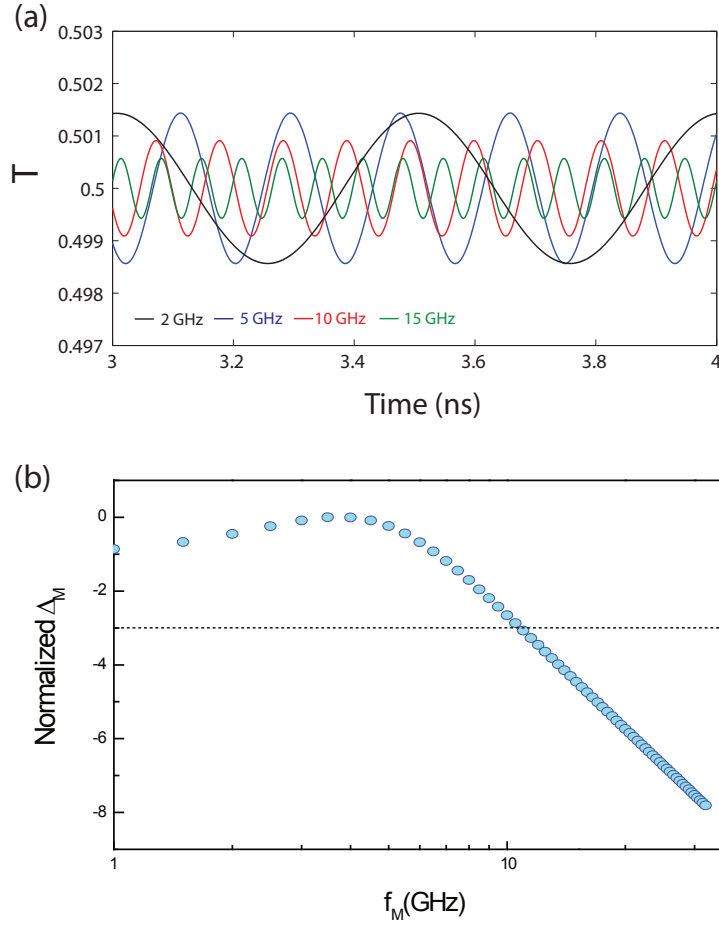 (a)
0.503
0.502
0.501
0.5
0.499
0.498
0.497
T
2 GHz 5 GHz 10 GHz 15 GHz
3 3.2 3.4 3.6 3.8 4
Time (ns)
(b)
0
-2
-4
-6
-8
Normalized Δ_M
1 10
f_M(GHz)